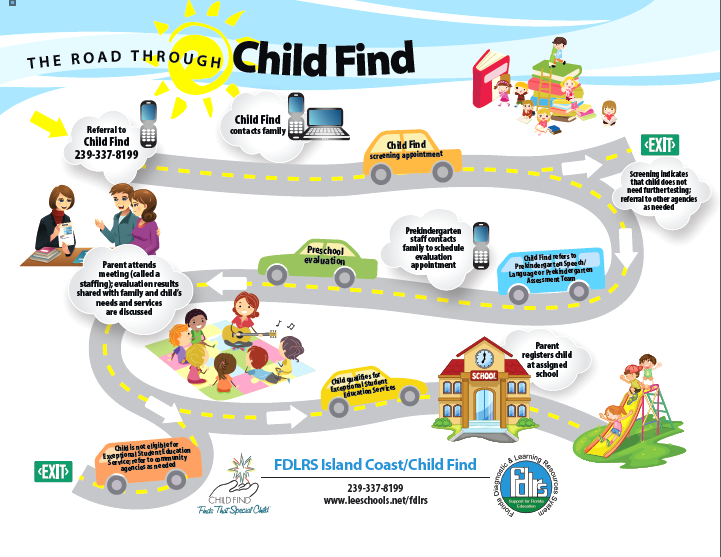 THE ROAD THROUGH Child Find
Referral to
Child Find
239-337-8199
Child Find
contacts family
Child Find
screening appointment
‹EXIT›
Screening indicates
that child does not
need further testing;
referral to other agencies
as needed
Child Find refers to
Prekindergarten Speech/
Language or Prekindergarten
Assessment Team
Prekindergarten
staff contacts
family to schedule
evaluation
appointment
Preschool
evaluation
Parent attends
meeting (called a
staffing); evaluation results
shared with family and child's
needs and services
are discussed
Child qualifies for
Exceptional Student
Education Services
SCHOOL
Parent
registers child
at assigned
school
Child is not eligible for
Exceptional Student Education
Service; refer to community
agencies as needed
‹EXIT›
CHILD FIND
Finds That Special Child
FDLRS Island Coast/Child Find
239-337-8199
www.leeschools.net/fdlrs
Florida Diagnostic & Learning Resources System
fdlrs
Support for Florida
Education